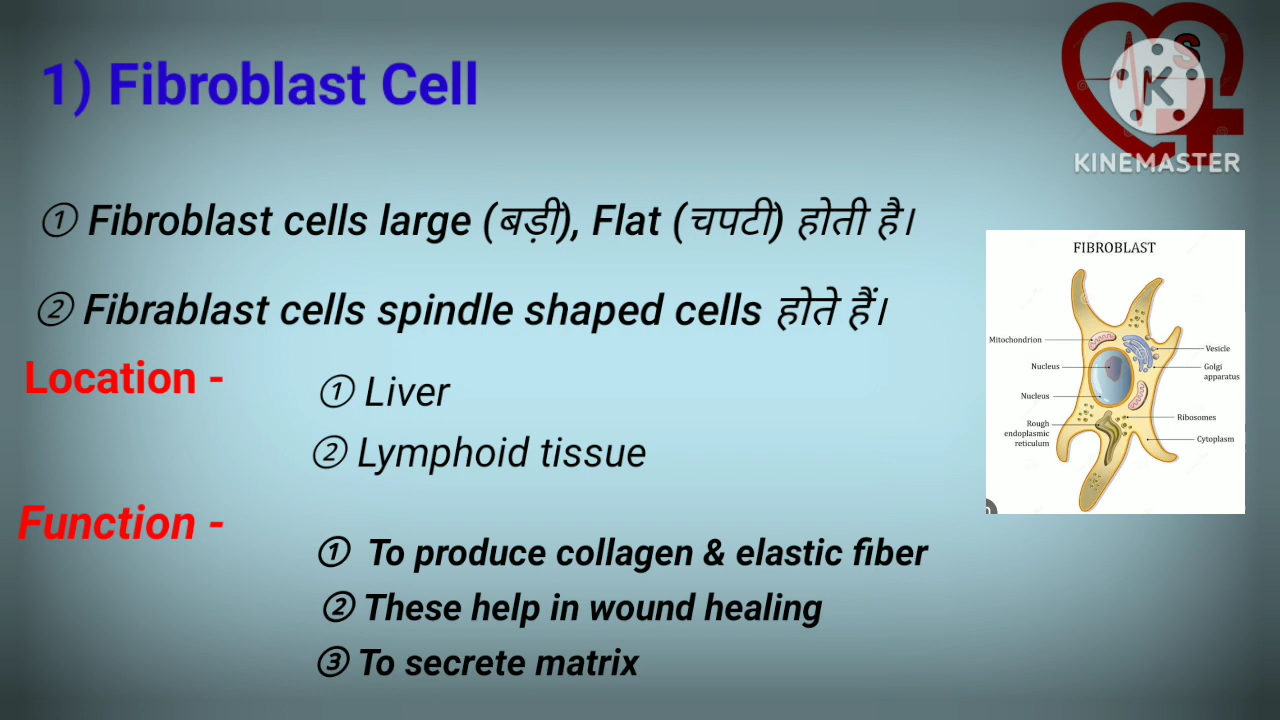 1) Fibroblast Cell
S
K
KINEMASTER
① Fibroblast cells large (बड़ी), Flat (चपटी) होती है।
② Fibrablast cells spindle shaped cells होते हैं।
Location -
① Liver
② Lymphoid tissue
Function -
① To produce collagen & elastic fiber
② These help in wound healing
③ To secrete matrix
FIBROBLAST
Mitochondrion
Vesicle
Nucleus
Golgi
apparatus
Nucleus
Ribosomes
Rough
endoplasmic
reticulum
Cytoplasm